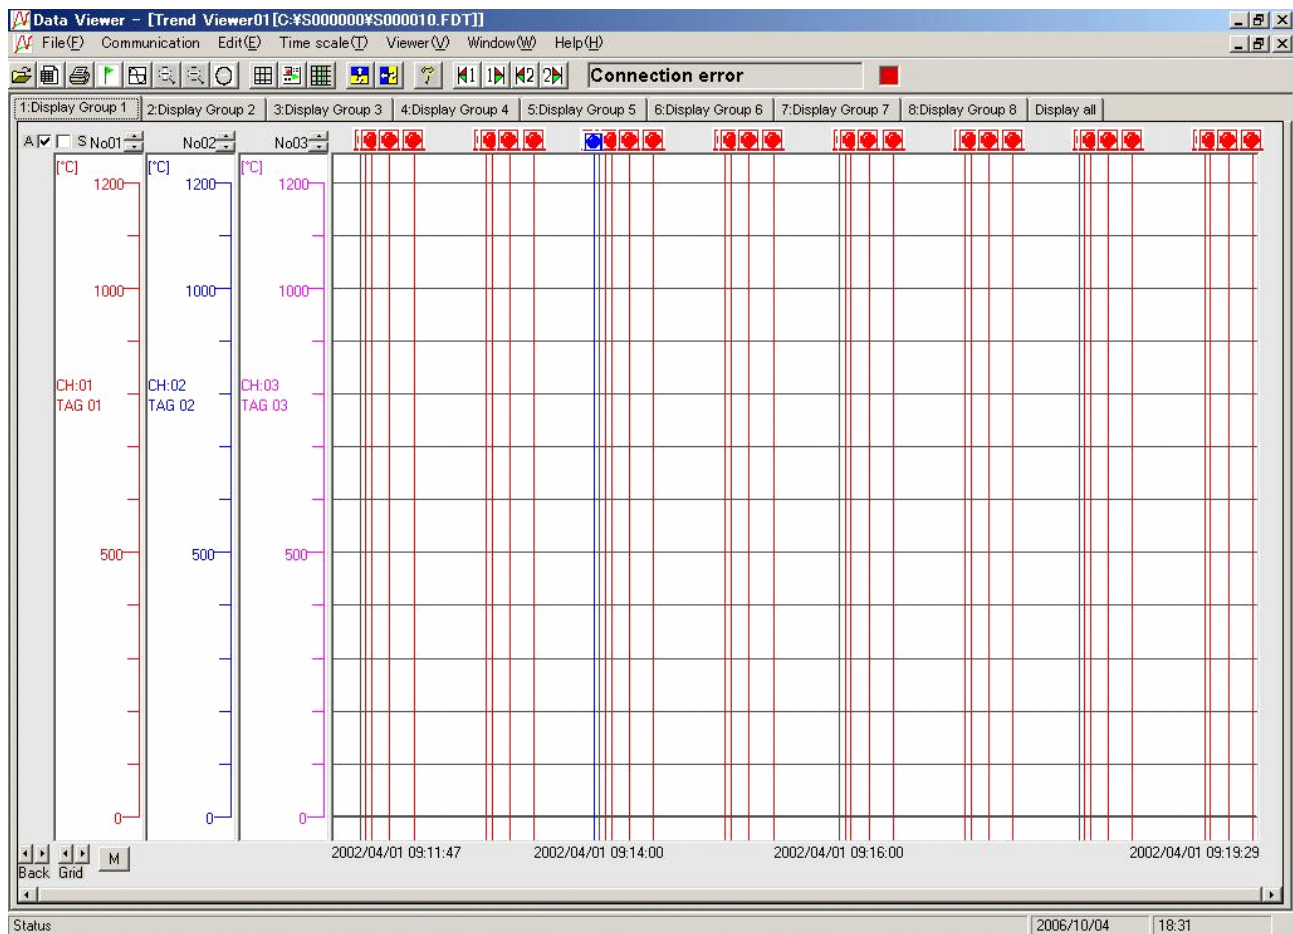 Data Viewer - [Trend Viewer01[C:¥S000000¥S000010.FDT]]
File(F) Communication Edit(E) Time scale(T) Viewer(V) Window(W) Help(H)
1 1 2 2 Connection error
1:Display Group 1 2:Display Group 2 3:Display Group 3 4:Display Group 4 5:Display Group 5 6:Display Group 6 7:Display Group 7 8:Display Group 8 Display all
A S No01 No02 No03
[°C] [°C] [°C]
1200 1200 1200
1000 1000 1000
CH:01 CH:02 CH:03
TAG 01 TAG 02 TAG 03
500 500 500
0 0 0
2002/04/01 09:11:47 2002/04/01 09:14:00 2002/04/01 09:16:00 2002/04/01 09:19:29
M
Back Grid
Status 2006/10/04 18:31